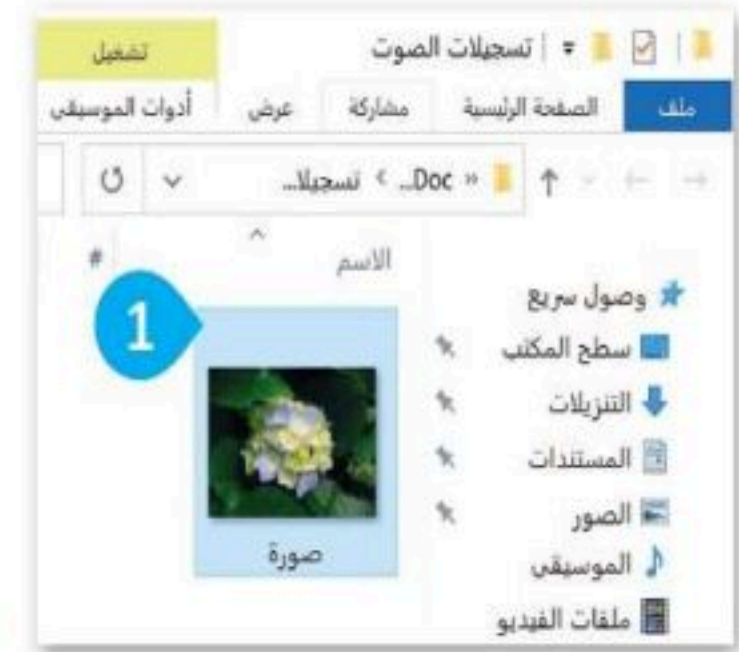 تسجيلات الصوت
تشغيل
ملف الصفحة الرئيسية مشاركة عرض أدوات الموسيقى
Doc... › تسجيلا...
الاسم
#
1
صورة
وصول سريع
سطح المكتب
التنزيلات
المستندات
الصور
الموسيقى
ملفات الفيديو